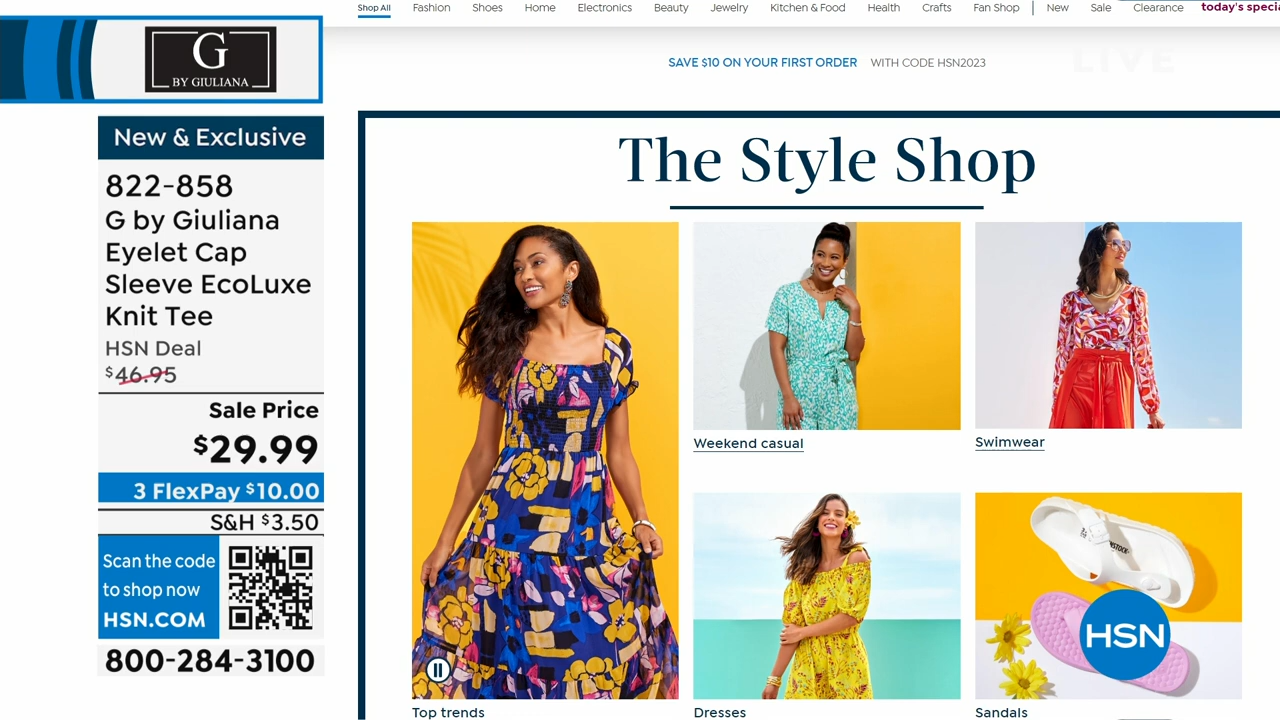 Shop All Fashion Shoes Home Electronics Beauty Jewelry Kitchen & Food Health Crafts Fan Shop New Sale Clearance today's specia
G
BY GIULIANA
SAVE $10 ON YOUR FIRST ORDER WITH CODE HSN2023
LIVE
New & Exclusive
822-858
G by Giuliana
Eyelet Cap
Sleeve EcoLuxe
Knit Tee
HSN Deal
$46.95
Sale Price
$29.99
3 FlexPay $10.00
S&H $3.50
Scan the code
to shop now
HSN.COM
800-284-3100
The Style Shop
Weekend casual
Swimwear
HSN
Top trends
Dresses
Sandals